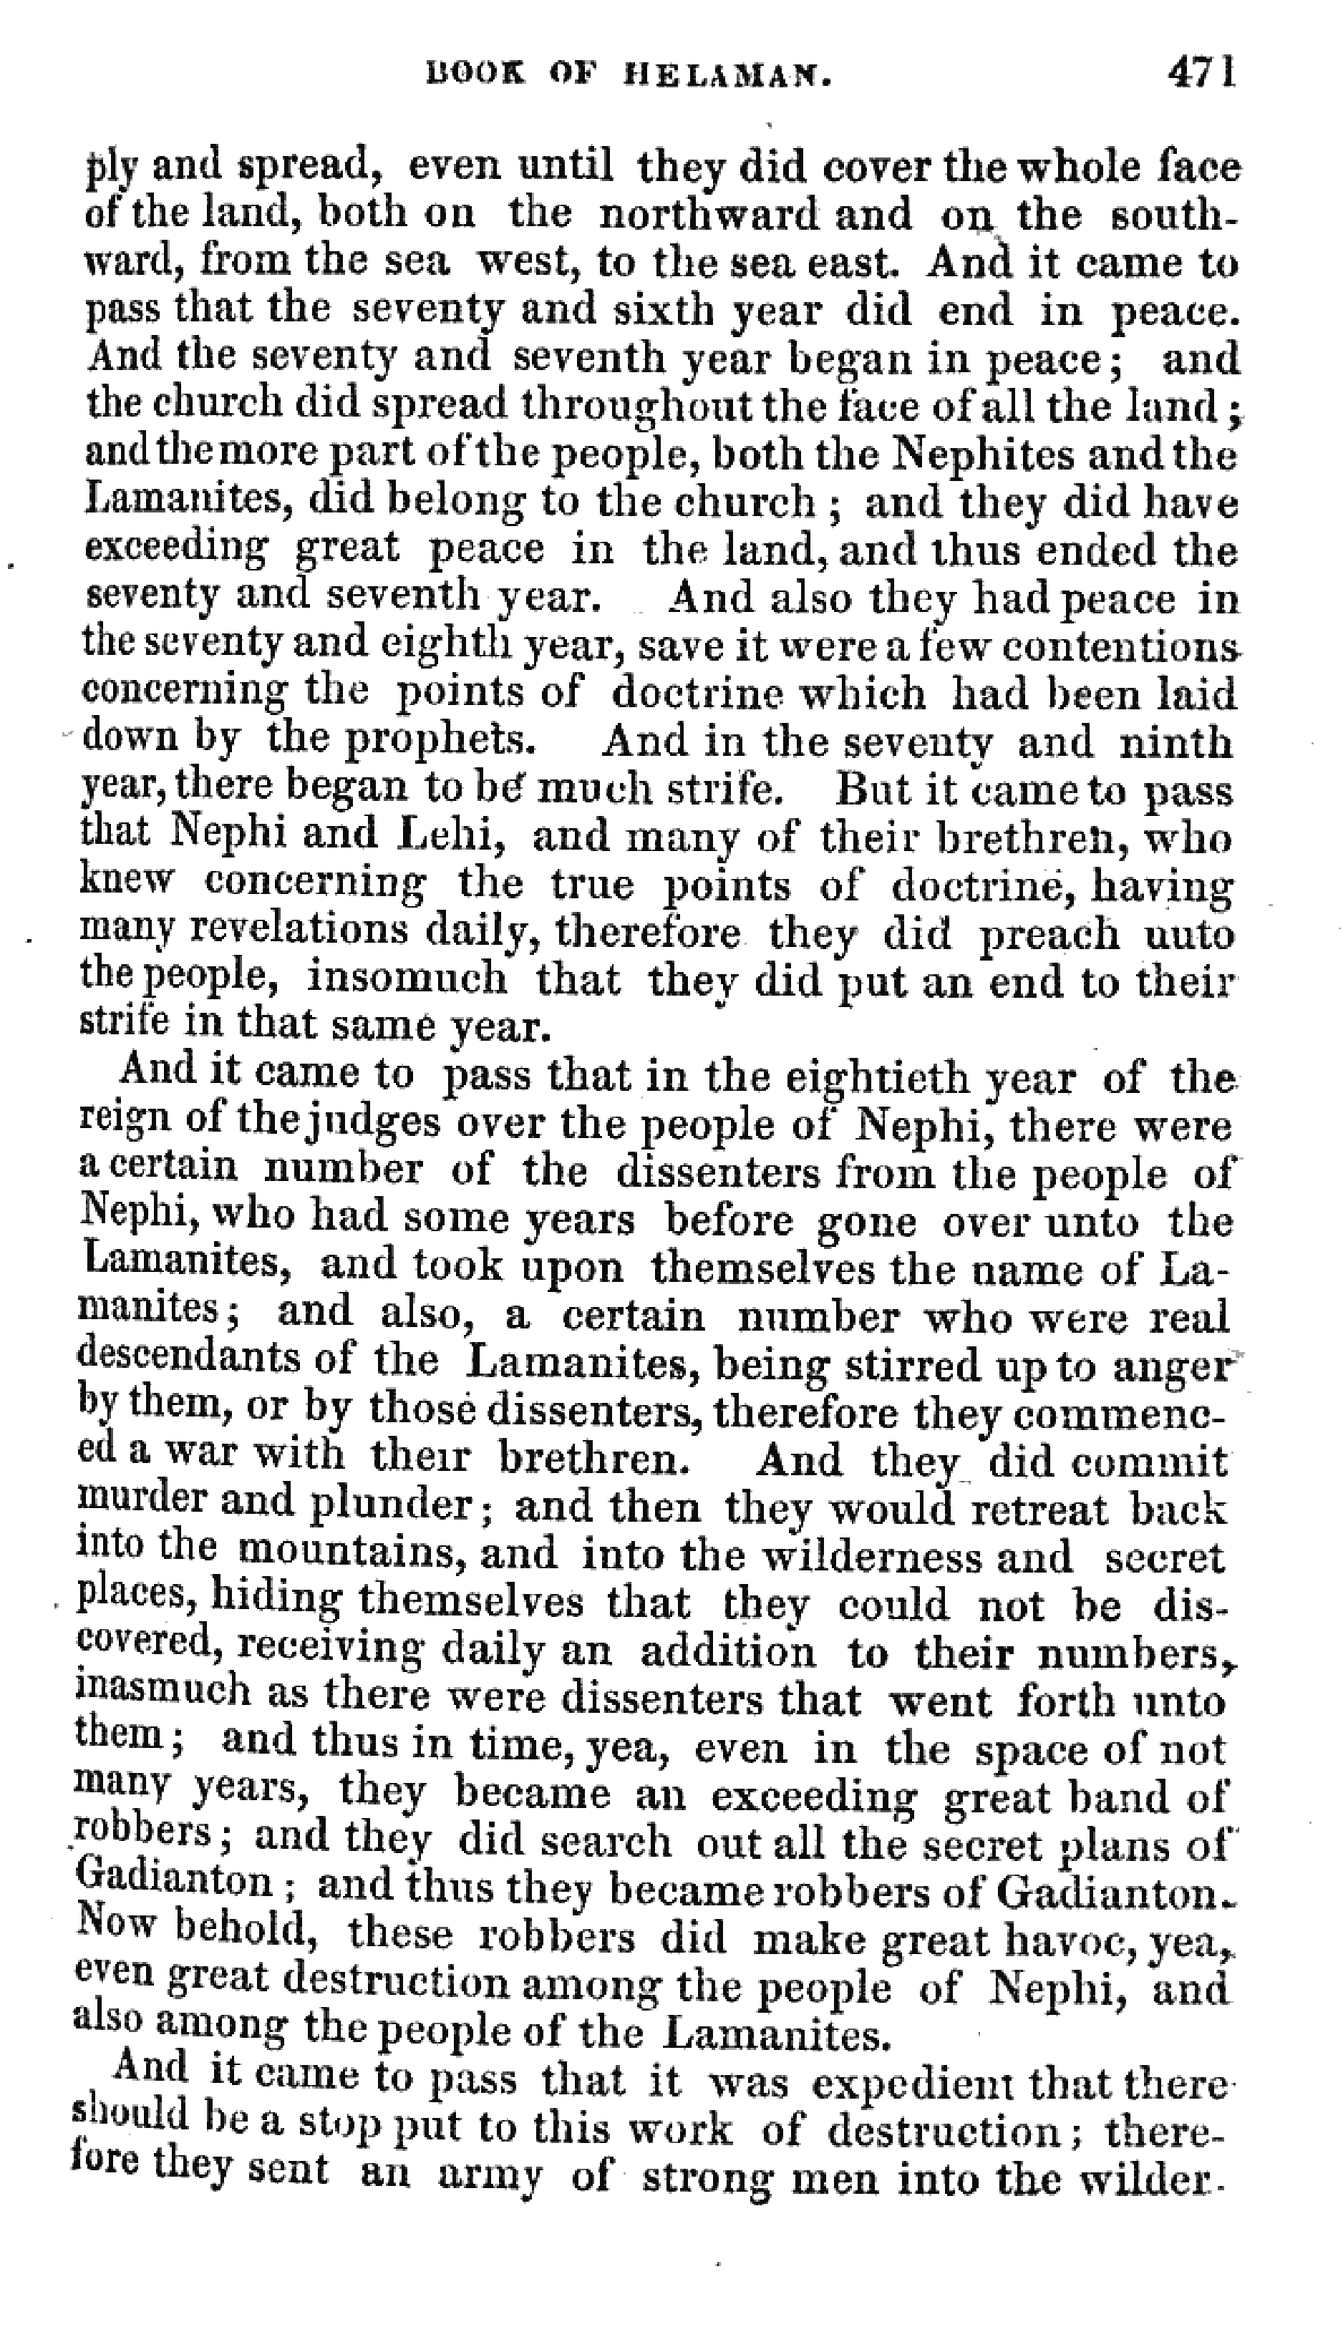 BOOK OF HELAMAN. 471
ply and spread, even until they did cover the whole face
of the land, both on the northward and on the south-
ward, from the sea west, to the sea east. And it came to
pass that the seventy and sixth year did end in peace.
And the seventy and seventh year began in peace; and
the church did spread throughout the face of all the land;
and the more part of the people, both the Nephites and the
Lamanites, did belong to the church; and they did have
exceeding great peace in the land, and thus ended the
seventy and seventh year. And also they had peace in
the seventy and eighth year, save it were a few contentions
concerning the points of doctrine which had been laid
down by the prophets. And in the seventy and ninth
year, there began to be much strife. But it came to pass
that Nephi and Lehi, and many of their brethren, who
knew concerning the true points of doctrine, having
many revelations daily, therefore they did preach uuto
the people, insomuch that they did put an end to their
strife in that same year.
And it came to pass that in the eightieth year of the
reign of the judges over the people of Nephi, there were
a certain number of the dissenters from the people of
Nephi, who had some years before gone over unto the
Lamanites, and took upon themselves the name of La-
manites; and also, a certain number who were real
descendants of the Lamanites, being stirred up to anger
by them, or by those dissenters, therefore they commenc-
ed a war with their brethren. And they did commit
murder and plunder; and then they would retreat back
into the mountains, and into the wilderness and secret
places, hiding themselves that they could not be dis-
covered, receiving daily an addition to their numbers,
inasmuch as there were dissenters that went forth unto
them; and thus in time, yea, even in the space of not
many years, they became an exceeding great band of
robbers; and they did search out all the secret plans of
Gadianton; and thus they became robbers of Gadianton.
Now behold, these robbers did make great havoc, yea,
even great destruction among the people of Nephi, and
also among the people of the Lamanites.
And it came to pass that it was expedient that there
should be a stop put to this work of destruction; there-
fore they sent an army of strong men into the wilder-